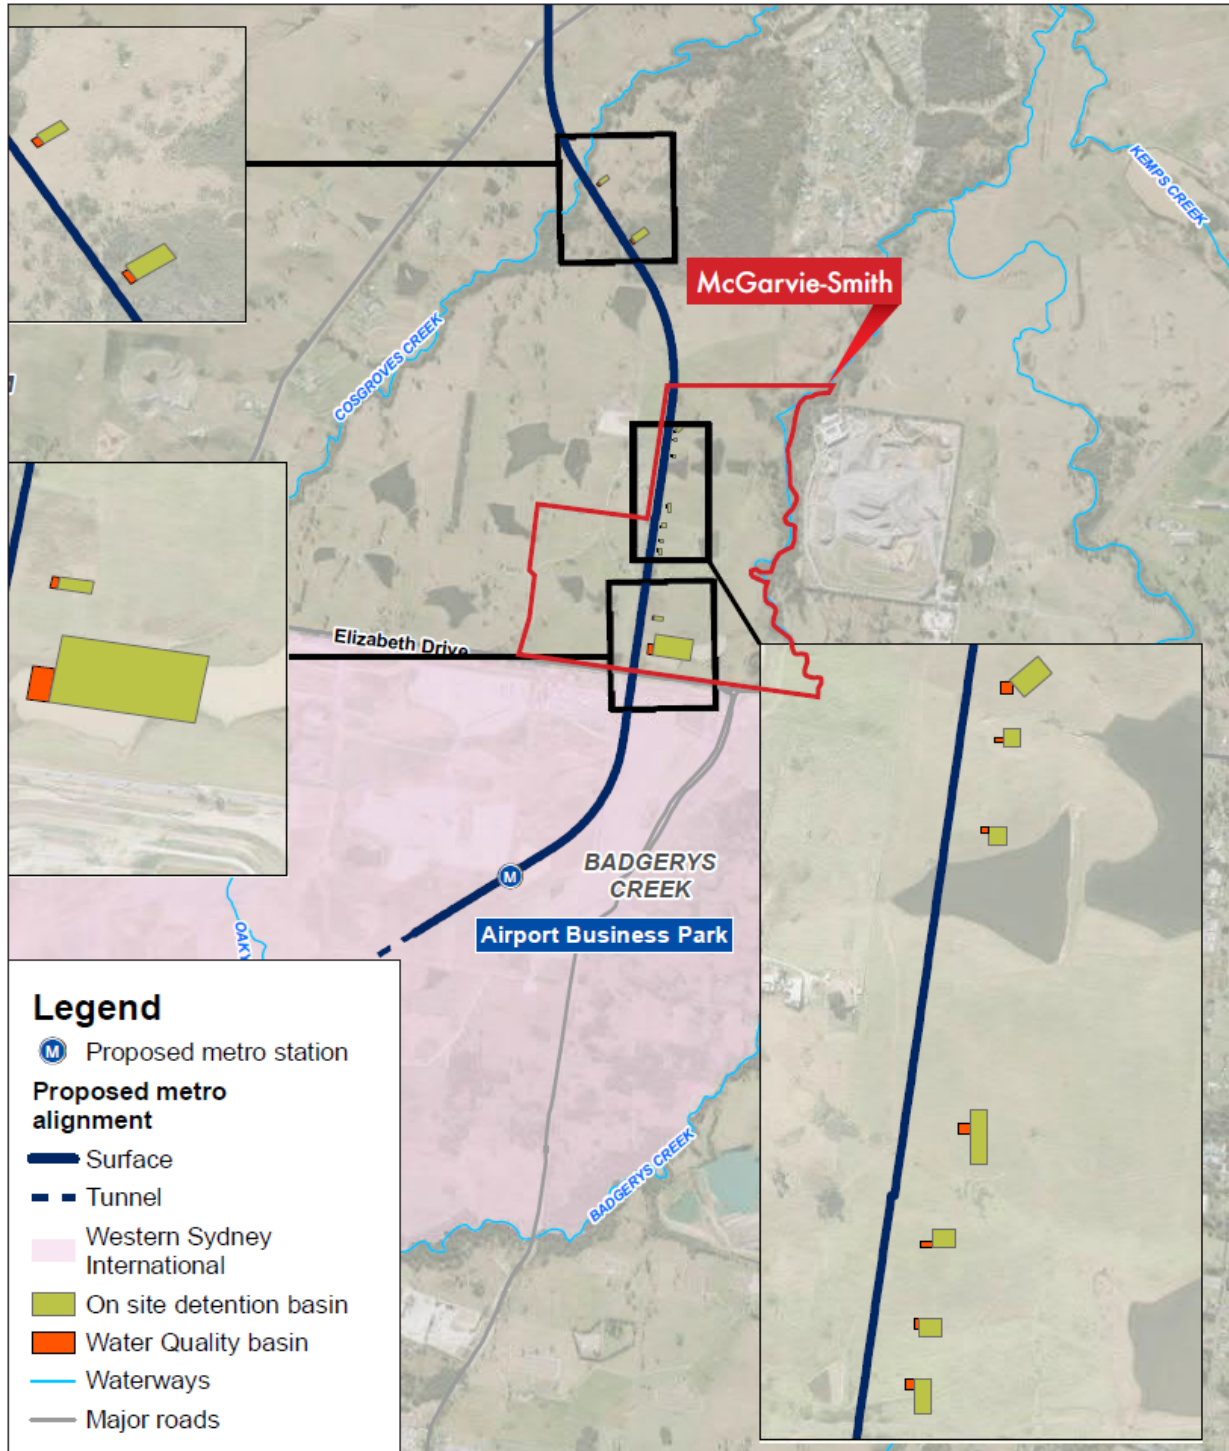 KEMPS CREEK
McGarvie-Smith
COSGROVES CREEK
Elizabeth Drive
BADGERYS
CREEK
M
Airport Business Park
OAKY
BADGERYS CREEK
Legend
M Proposed metro station
Proposed metro
alignment
Surface
Tunnel
Western Sydney
International
On site detention basin
Water Quality basin
Waterways
Major roads